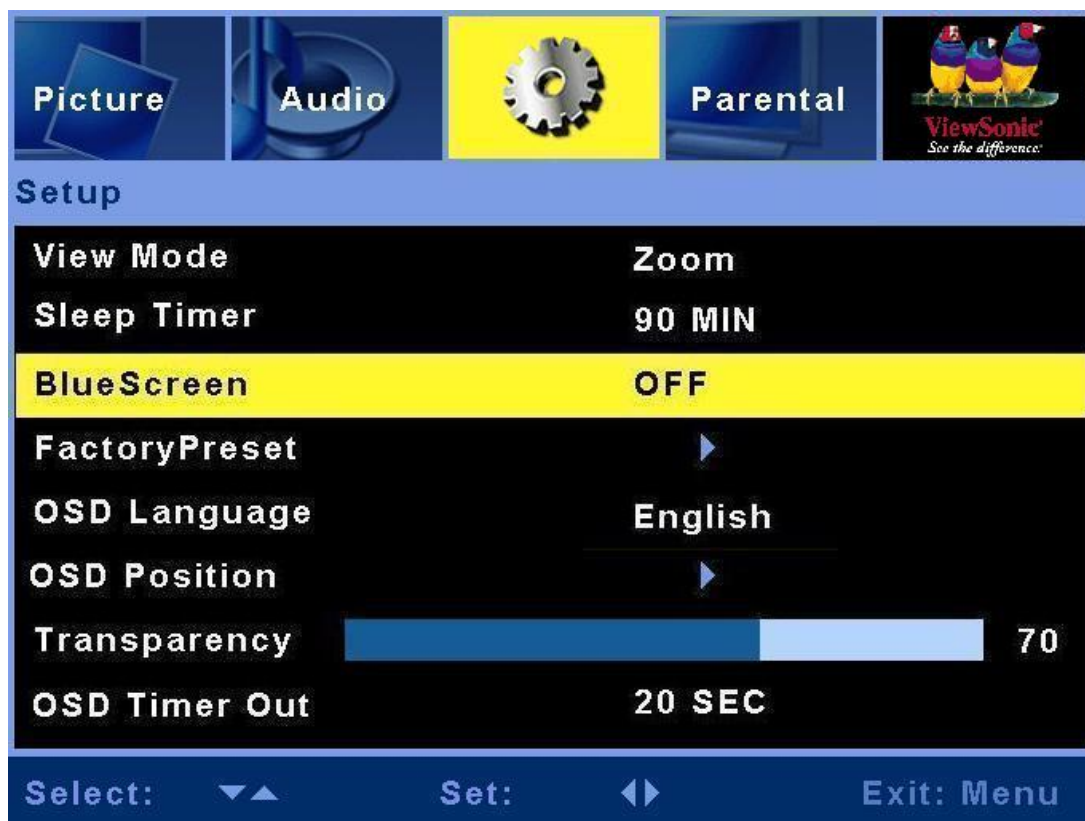 Picture Audio Parental
ViewSonic®
See the difference.™
Setup
View Mode Zoom
Sleep Timer 90 MIN
BlueScreen OFF
FactoryPreset
OSD Language English
OSD Position
Transparency 70
OSD Timer Out 20 SEC
Select: Set: Exit: Menu